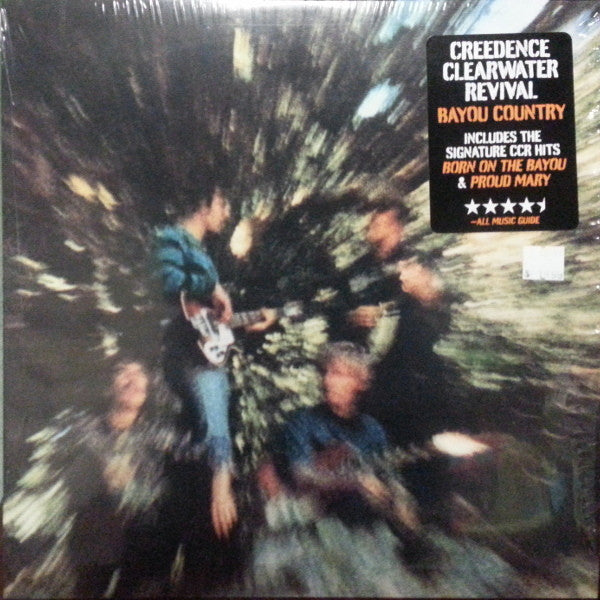 CREEDENCE
CLEARWATER
REVIVAL
BAYOU COUNTRY
INCLUDES THE
SIGNATURE CCR HITS
BORN ON THE BAYOU
& PROUD MARY
—ALL MUSIC GUIDE